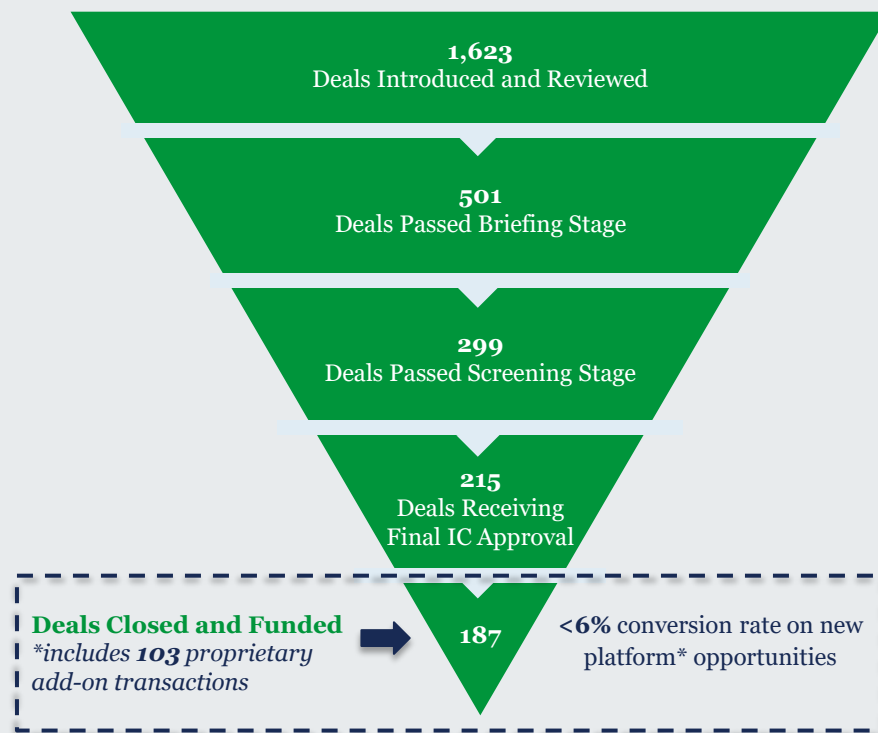 1,623
Deals Introduced and Reviewed
501
Deals Passed Briefing Stage
299
Deals Passed Screening Stage
215
Deals Receiving
Final IC Approval
Deals Closed and Funded
*includes 103 proprietary
add-on transactions
187
<6% conversion rate on new
platform* opportunities